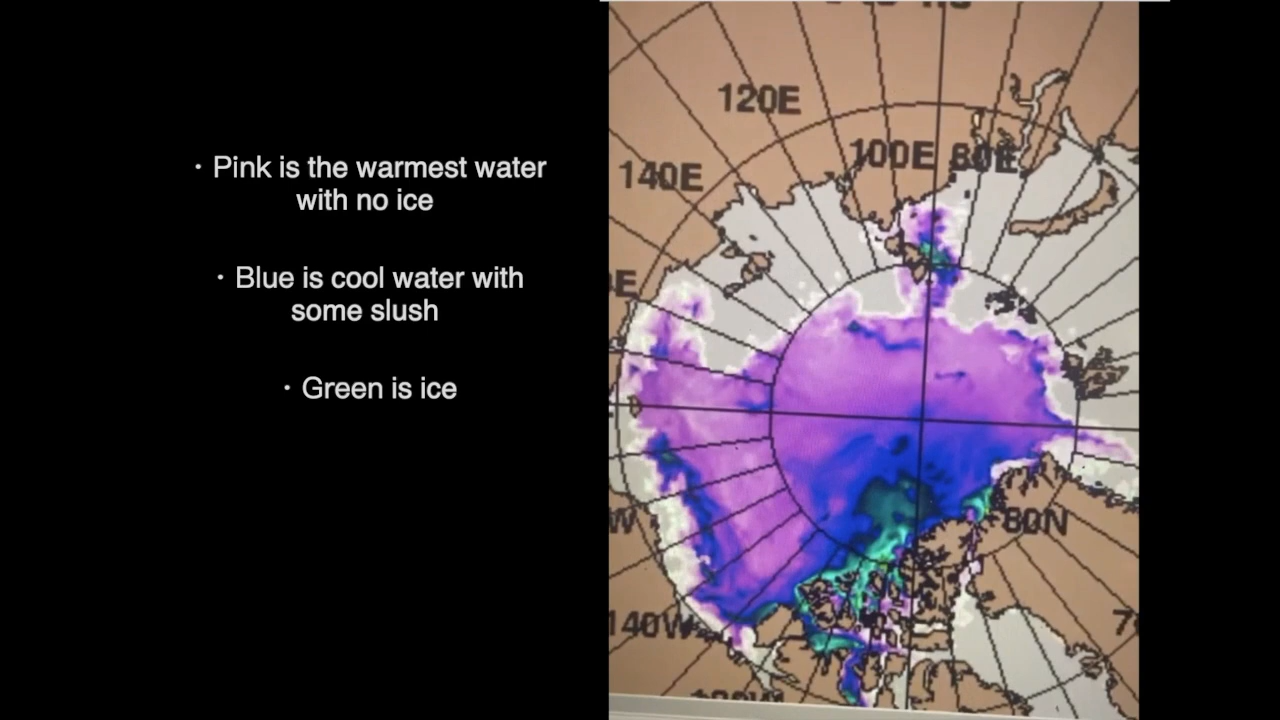 · Pink is the warmest water
with no ice
· Blue is cool water with
some slush
· Green is ice
120E
100E
140E
80N
140W